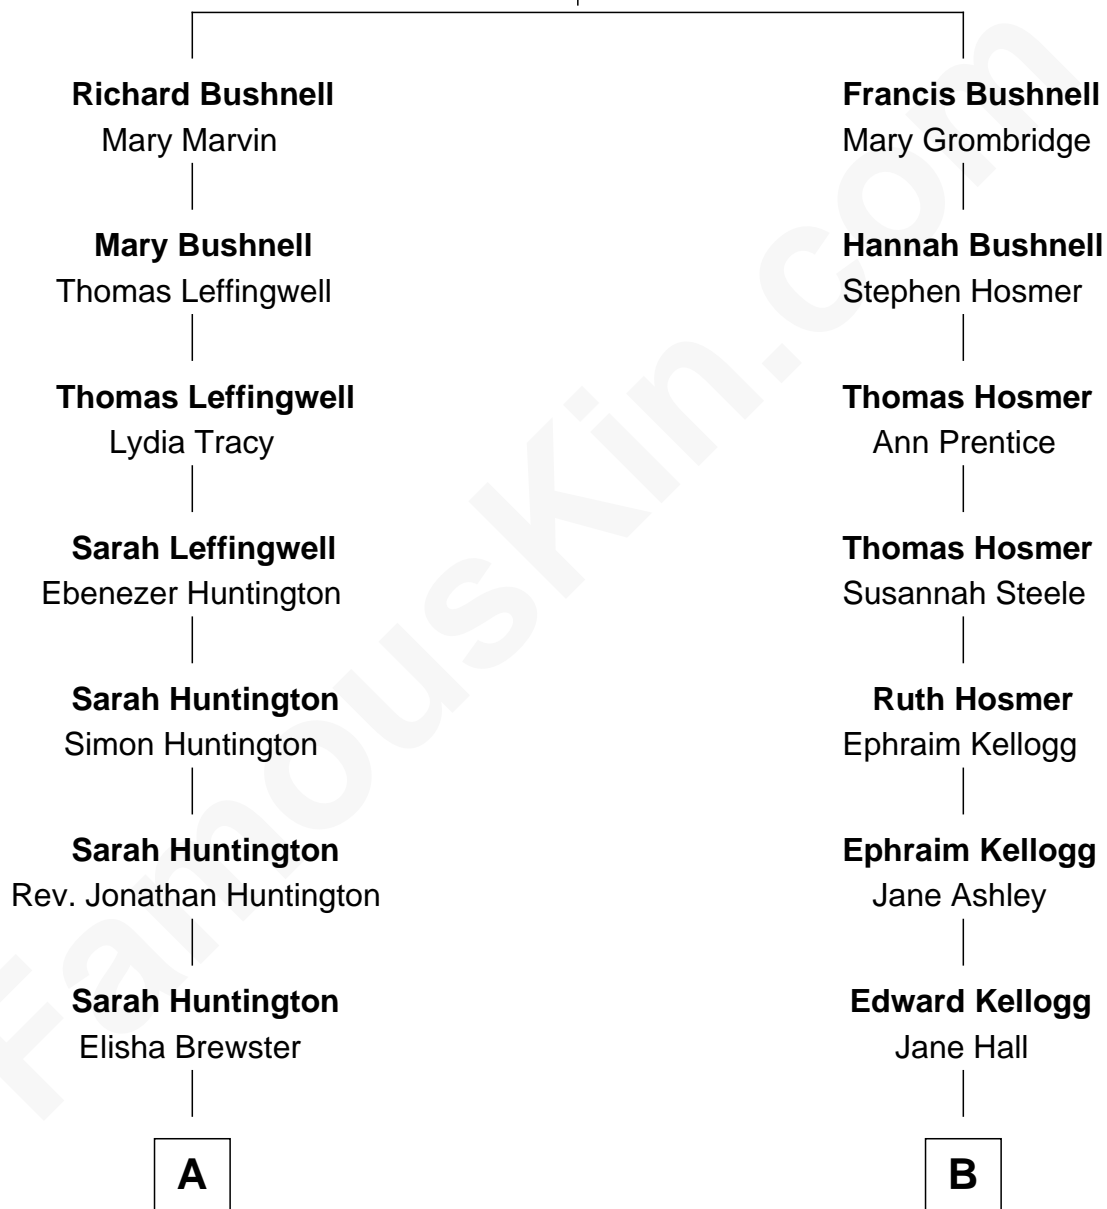 Richard Bushnell
Mary Marvin
Mary Bushnell
Thomas Leffingwell
Thomas Leffingwell
Lydia Tracy
Sarah Leffingwell
Ebenezer Huntington
Sarah Huntington
Simon Huntington
Sarah Huntington
Rev. Jonathan Huntington
Sarah Huntington
Elisha Brewster
A
Francis Bushnell
Mary Grombridge
Hannah Bushnell
Stephen Hosmer
Thomas Hosmer
Ann Prentice
Thomas Hosmer
Susannah Steele
Ruth Hosmer
Ephraim Kellogg
Ephraim Kellogg
Jane Ashley
Edward Kellogg
Jane Hall
B
FamousKin.com